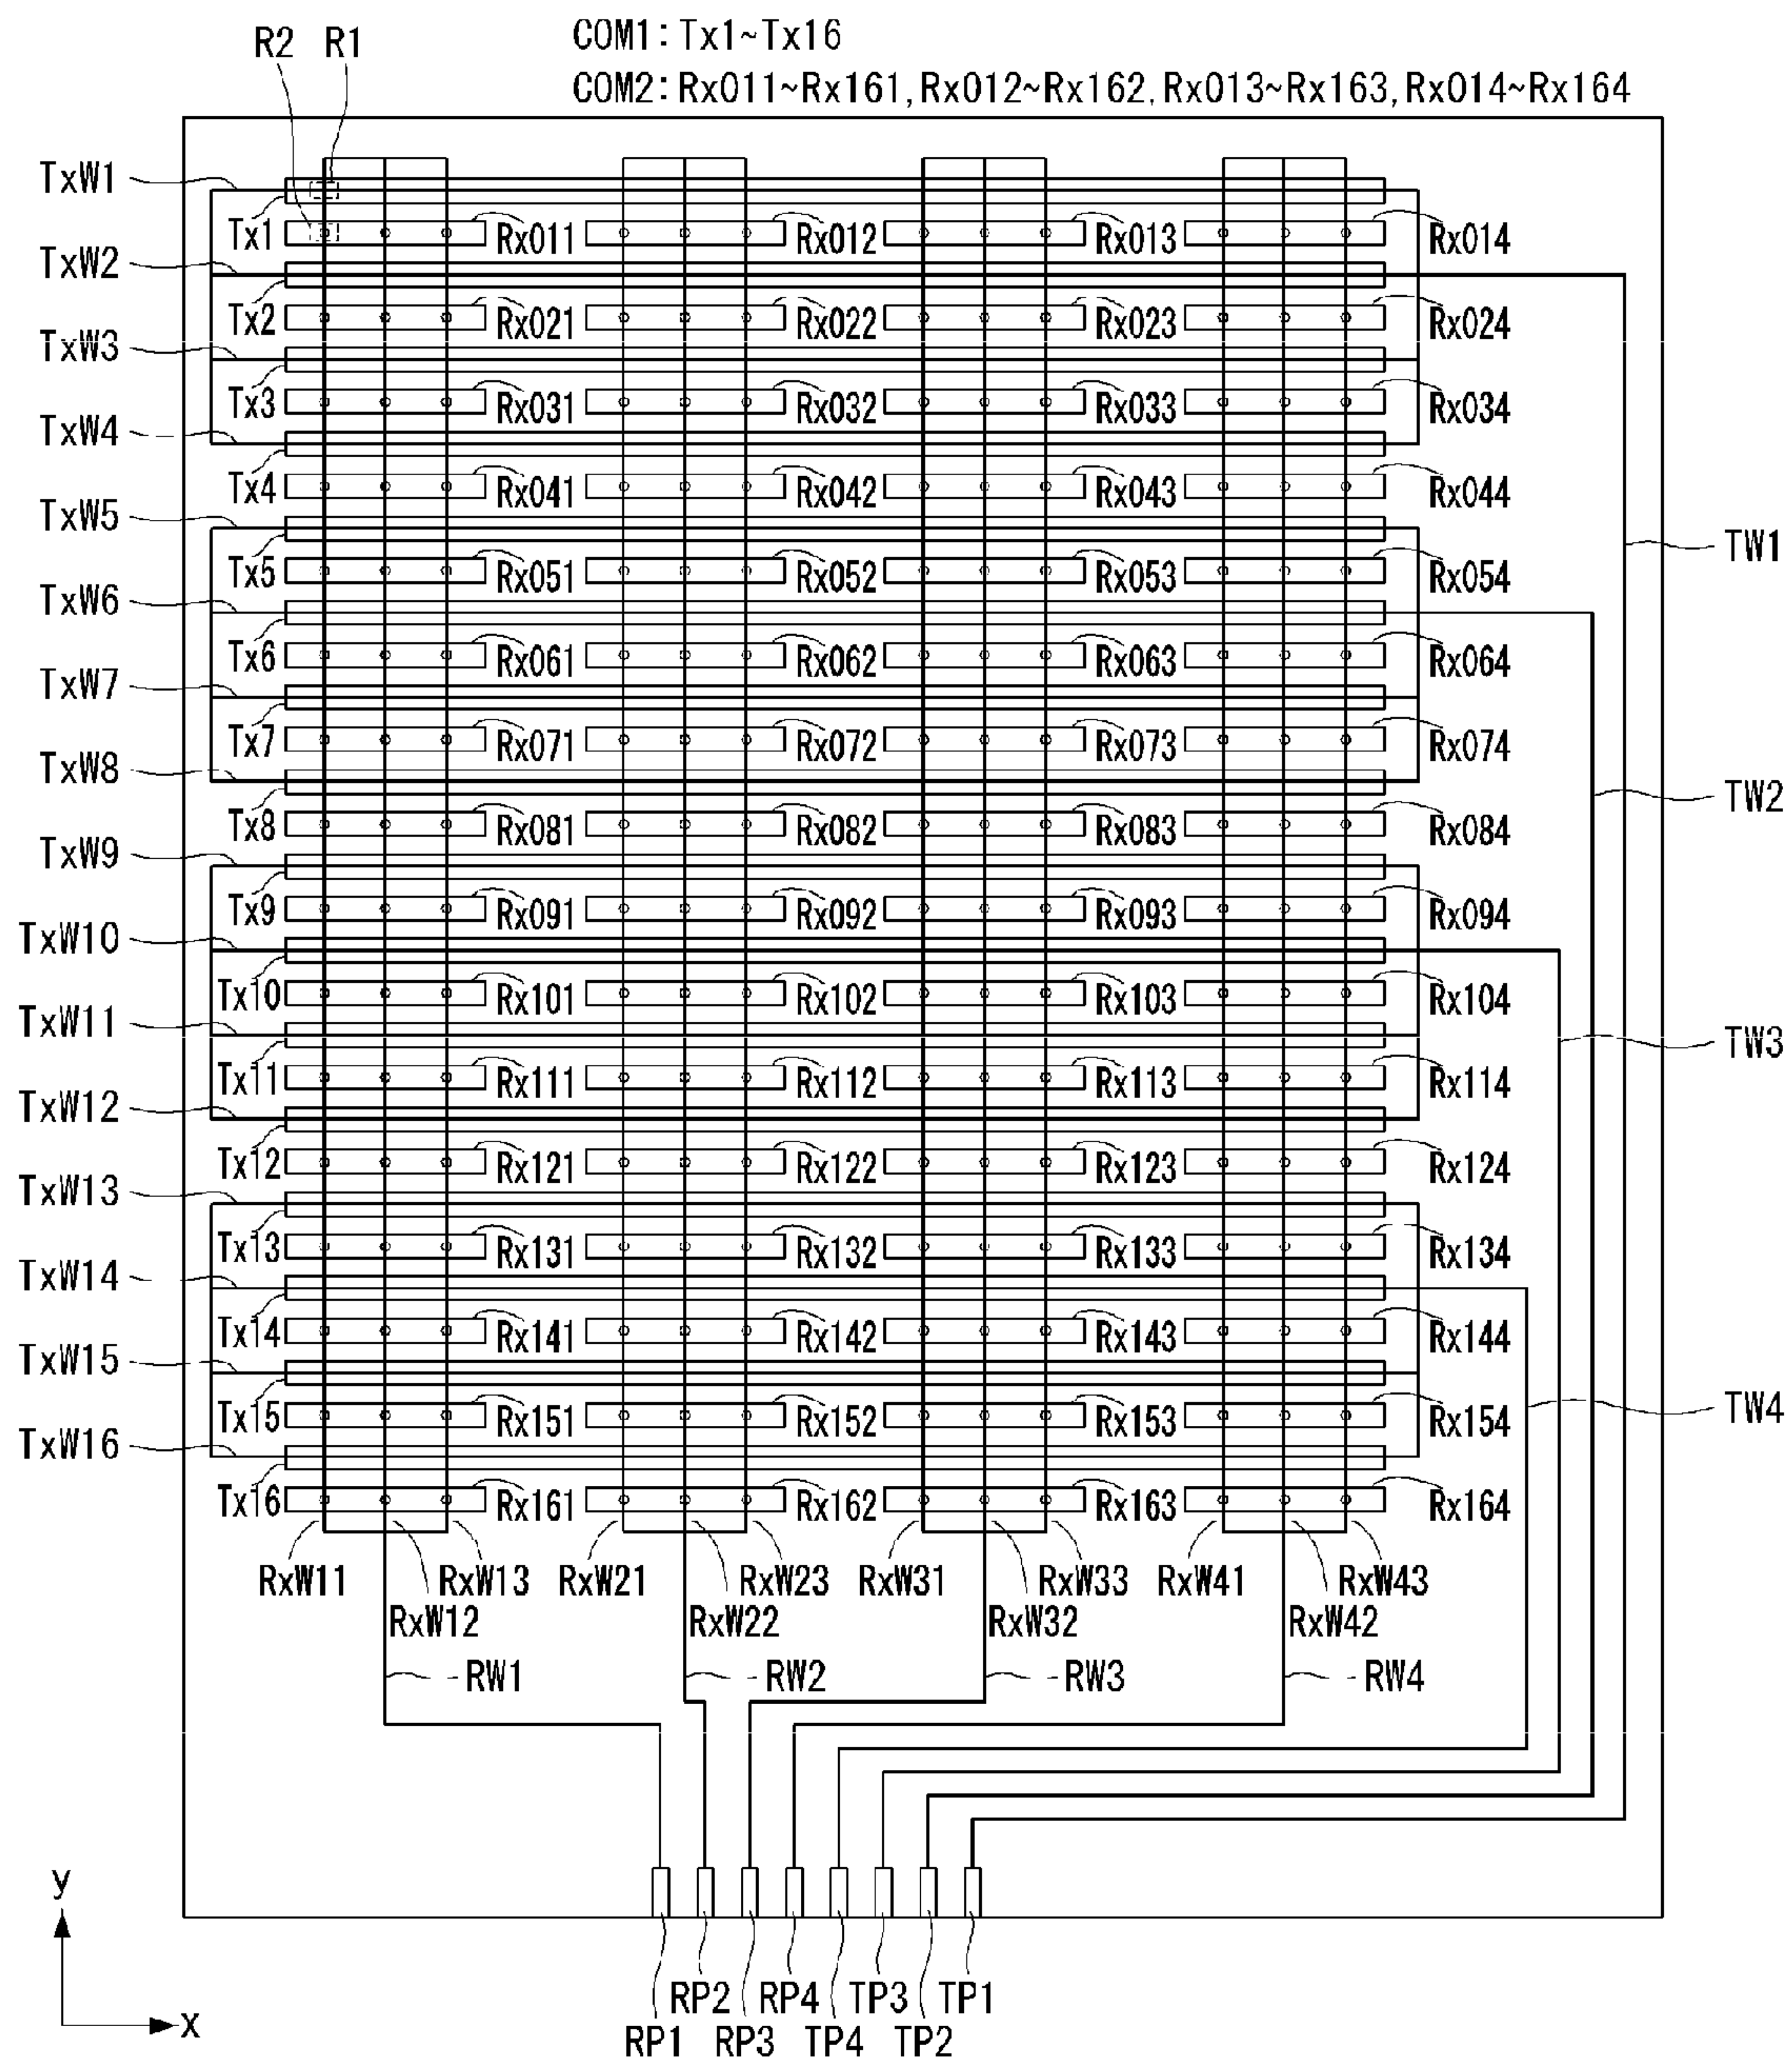 R2 R1
COM1: Tx1~Tx16
COM2: Rx011~Rx161, Rx012~Rx162, Rx013~Rx163, Rx014~Rx164
TxW1
Tx1 Rx011 Rx012 Rx013 Rx014
TxW2
Tx2 Rx021 Rx022 Rx023 Rx024
TxW3
Tx3 Rx031 Rx032 Rx033 Rx034
TxW4
Tx4 Rx041 Rx042 Rx043 Rx044
TxW5
TW1
Tx5 Rx051 Rx052 Rx053 Rx054
TxW6
Tx6 Rx061 Rx062 Rx063 Rx064
TxW7
Tx7 Rx071 Rx072 Rx073 Rx074
TxW8
TW2
Tx8 Rx081 Rx082 Rx083 Rx084
TxW9
Tx9 Rx091 Rx092 Rx093 Rx094
TxW10
Tx10 Rx101 Rx102 Rx103 Rx104
TxW11
TW3
Tx11 Rx111 Rx112 Rx113 Rx114
TxW12
Tx12 Rx121 Rx122 Rx123 Rx124
TxW13
Tx13 Rx131 Rx132 Rx133 Rx134
TxW14
Tx14 Rx141 Rx142 Rx143 Rx144
TxW15
TW4
Tx15 Rx151 Rx152 Rx153 Rx154
TxW16
Tx16 Rx161 Rx162 Rx163 Rx164
RxW11 RxW13 RxW21 RxW23 RxW31 RxW33 RxW41 RxW43
RxW12 RxW22 RxW32 RxW42
RW1 RW2 RW3 RW4
y
x
RP2 RP4 TP3 TP1
RP1 RP3 TP4 TP2